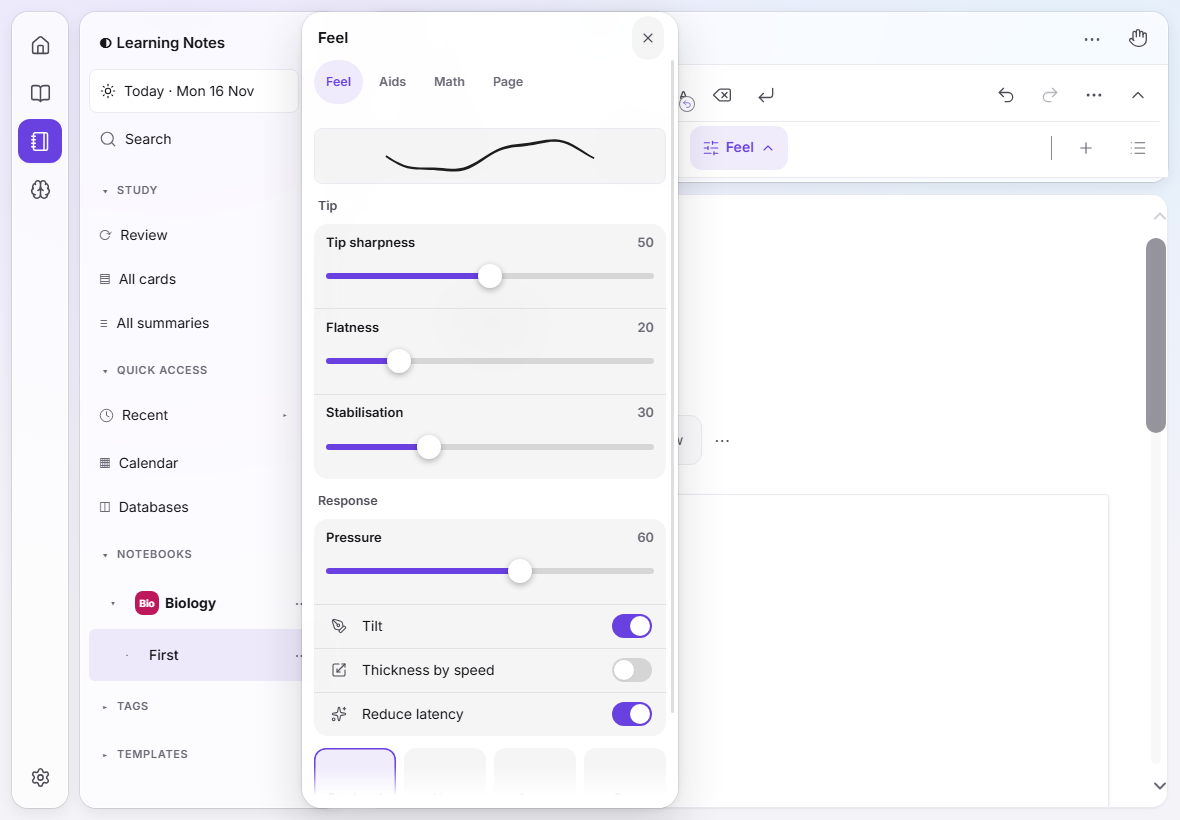 Learning Notes
Today · Mon 16 Nov
Search
STUDY
Review
All cards
All summaries
QUICK ACCESS
Recent
Calendar
Databases
NOTEBOOKS
Bio Biology
First
TAGS
TEMPLATES
Feel
Feel Aids Math Page
Tip
Tip sharpness 50
Flatness 20
Stabilisation 30
Response
Pressure 60
Tilt
Thickness by speed
Reduce latency
Feel